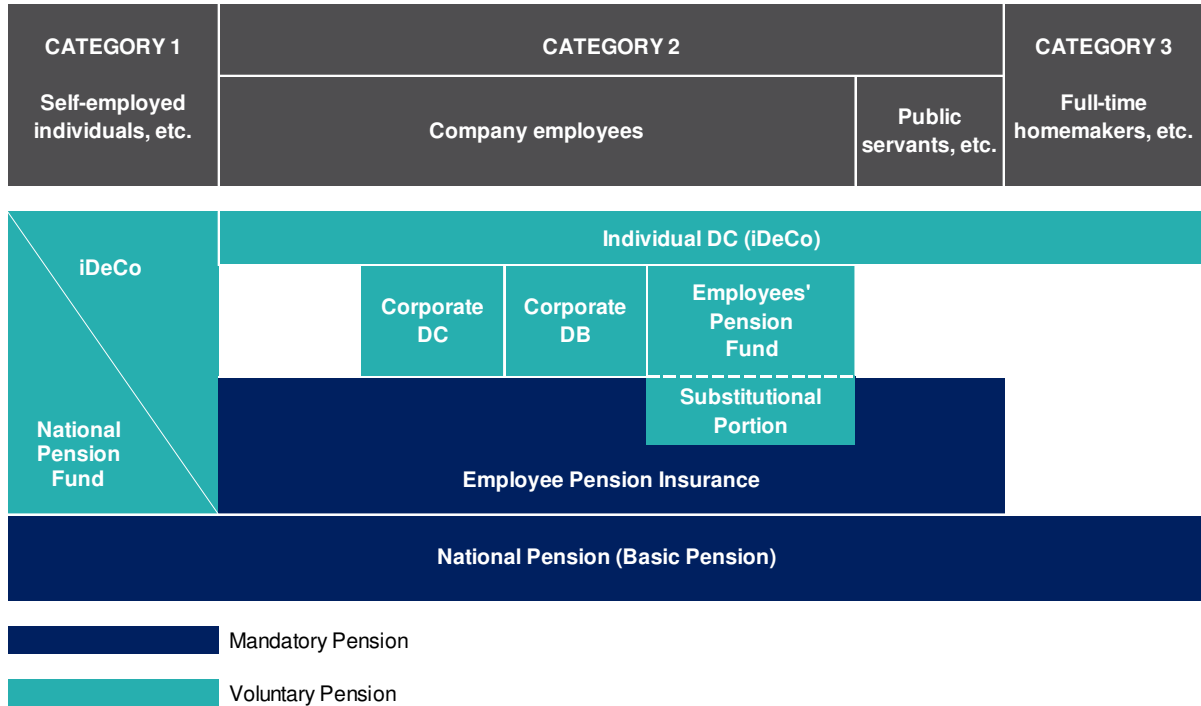 CATEGORY 1
Self-employed
individuals, etc.
CATEGORY 2
Company employees
Public
servants, etc.
CATEGORY 3
Full-time
homemakers, etc.
iDeCo
National
Pension
Fund
Individual DC (iDeCo)
Corporate
DC
Corporate
DB
Employees'
Pension
Fund
Substitutional
Portion
Employee Pension Insurance
National Pension (Basic Pension)
Mandatory Pension
Voluntary Pension